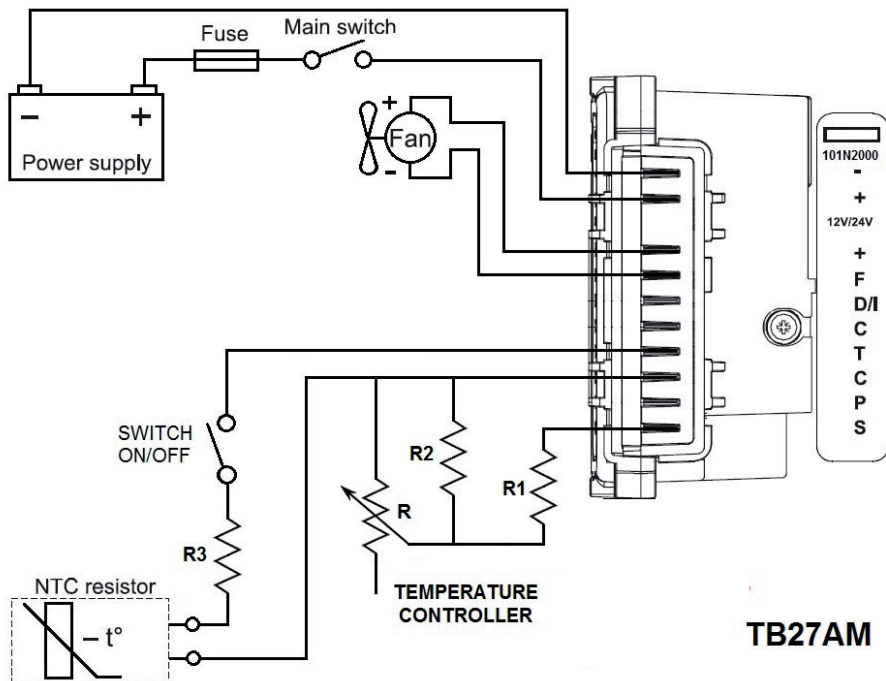 Fuse
Main switch
−
+
Power supply
+
Fan
-
101N2000
-
+
12V/24V
+
F
D/I
C
T
C
P
S
SWITCH
ON/OFF
R3
R
R2
R1
NTC resistor
– t°
TEMPERATURE
CONTROLLER
TB27AM